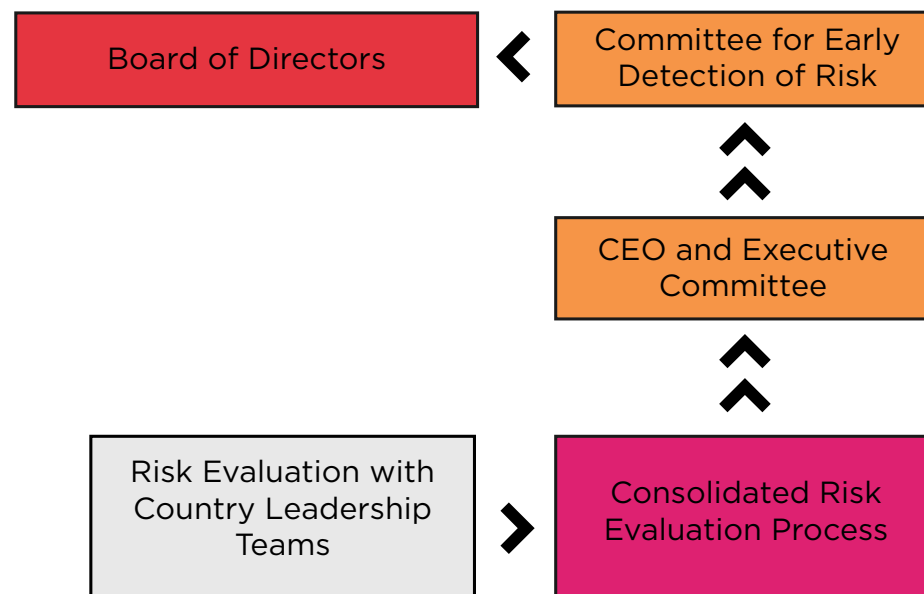 Board of Directors
Committee for Early
Detection of Risk
CEO and Executive
Committee
Risk Evaluation with
Country Leadership
Teams
Consolidated Risk
Evaluation Process